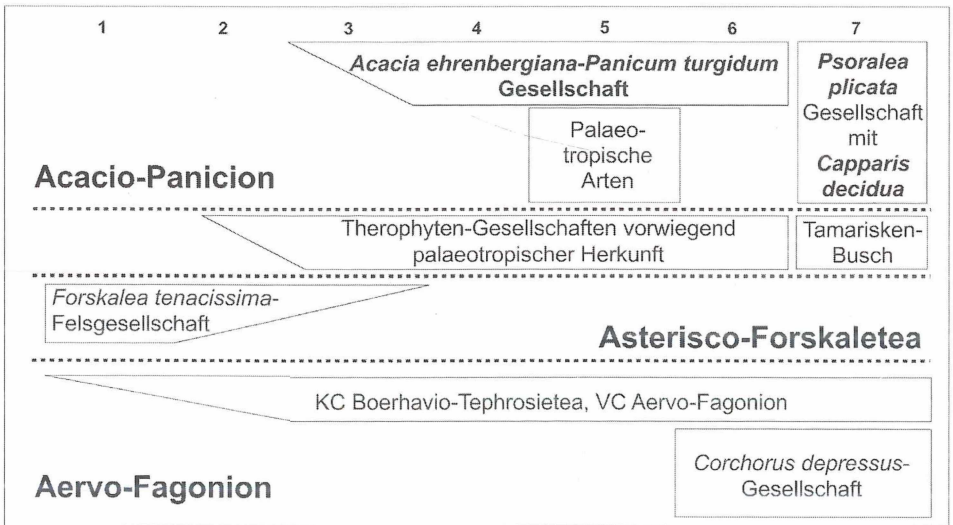 1 2 3 4 5 6 7
Acacia ehrenbergiana-Panicum turgidum
Gesellschaft
Psoralea
plicata
Gesellschaft
mit
Capparis
decidua
Palaeo-
tropische
Arten
Acacio-Panicion
Therophyten-Gesellschaften vorwiegend
palaeotropischer Herkunft
Tamarisken-
Busch
Forskalea tenacissima-
Felsgesellschaft
Asterisco-Forskaletea
KC Boerhavio-Tephrosietea, VC Aervo-Fagonion
Corchorus depressus-
Gesellschaft
Aervo-Fagonion